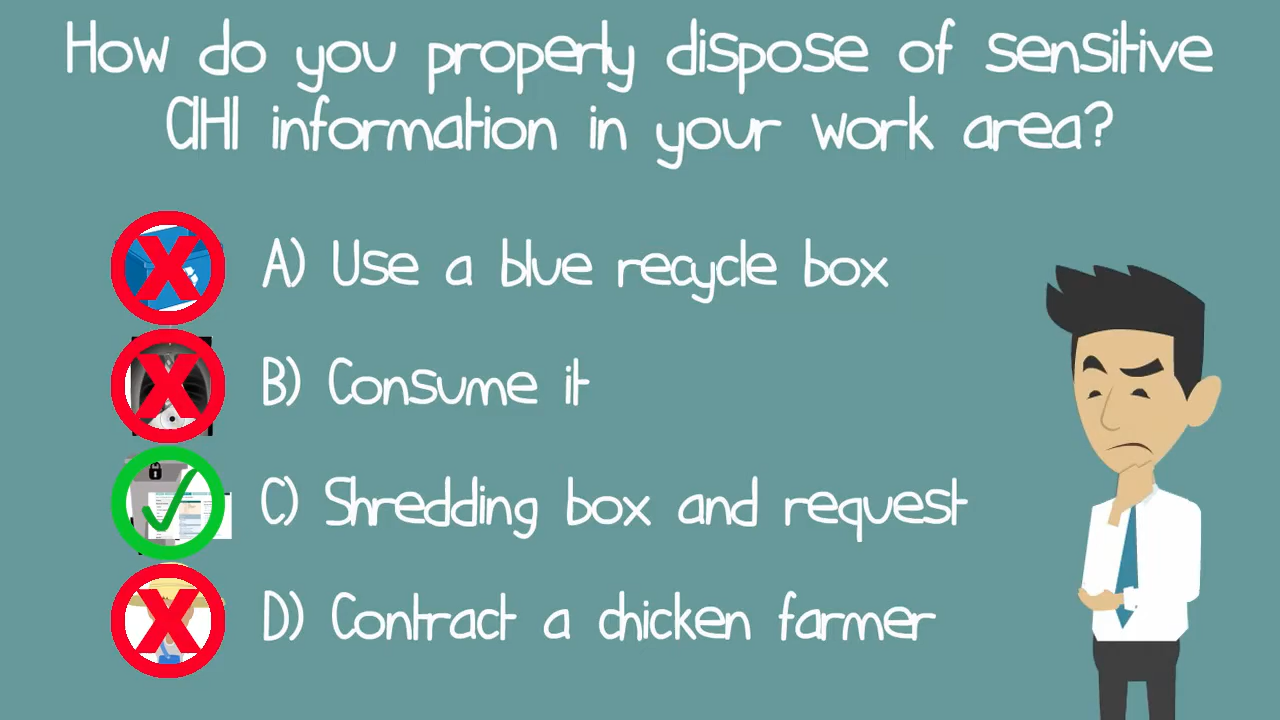 How do you properly dispose of sensitive
CIHI information in your work area?
X A) Use a blue recycle box
X B) Consume it
C) Shredding box and request
X D) Contract a chicken farmer